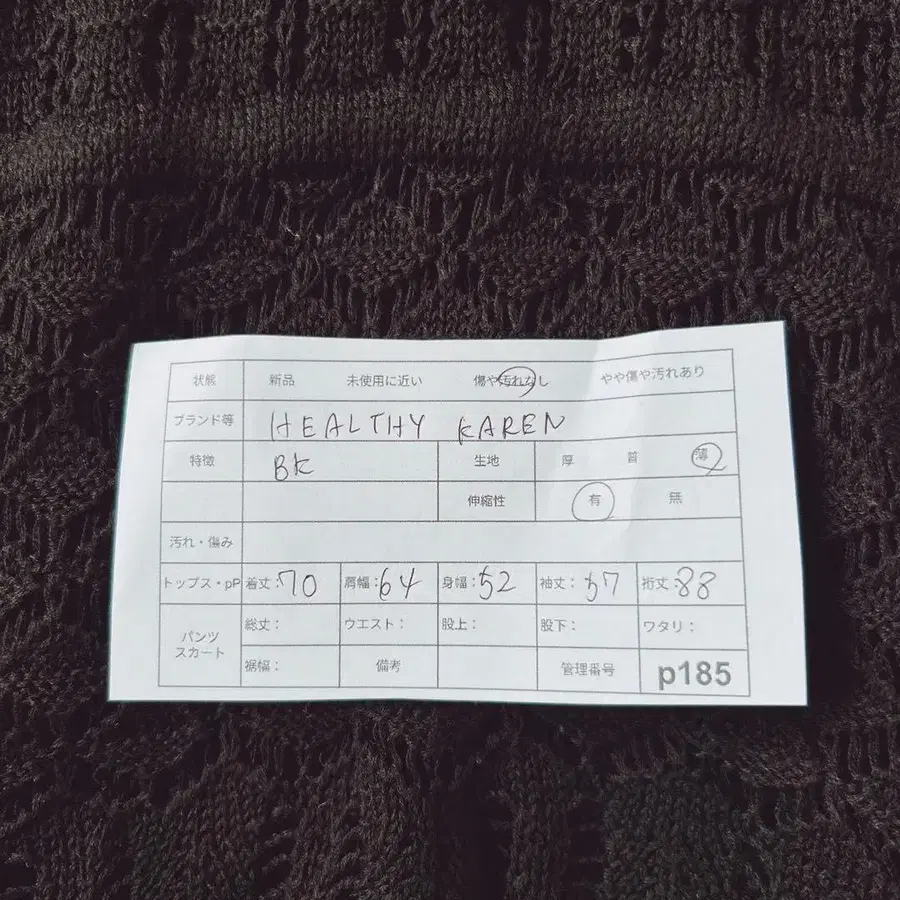 状態 新品 未使用に近い 傷や汚れなし やや傷や汚れあり
ブランド等 HEALTHY KAREN
特徴 BK 生地 厚 普 薄
伸縮性 有 無
汚れ・傷み
トップス・pP 着丈:70 肩幅:64 身幅:52 袖丈:57 裄丈:88
パンツ スカート 総丈: ウエスト: 股上: 股下: ワタリ:
裾幅: 備考 管理番号 p185